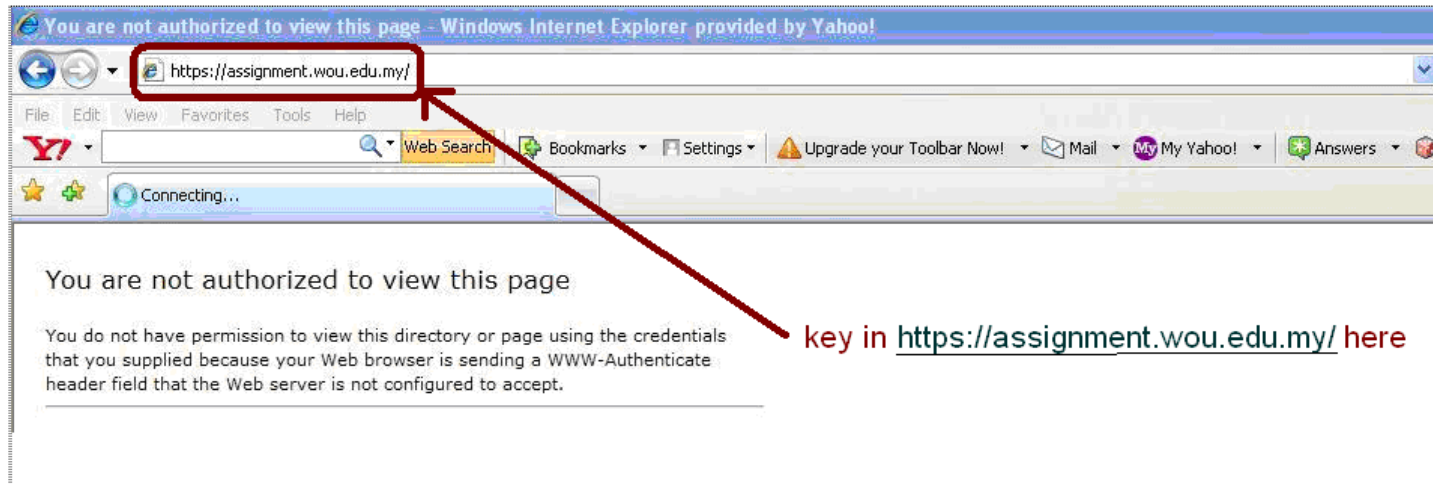 You are not authorized to view this page - Windows Internet Explorer provided by Yahoo!
https://assignment.wou.edu.my/
File Edit View Favorites Tools Help
Y! Web Search Bookmarks Settings Upgrade your Toolbar Now! Mail My My Yahoo! Answers
Connecting...
You are not authorized to view this page
You do not have permission to view this directory or page using the credentials
that you supplied because your Web browser is sending a WWW-Authenticate
header field that the Web server is not configured to accept.
key in https://assignment.wou.edu.my/ here